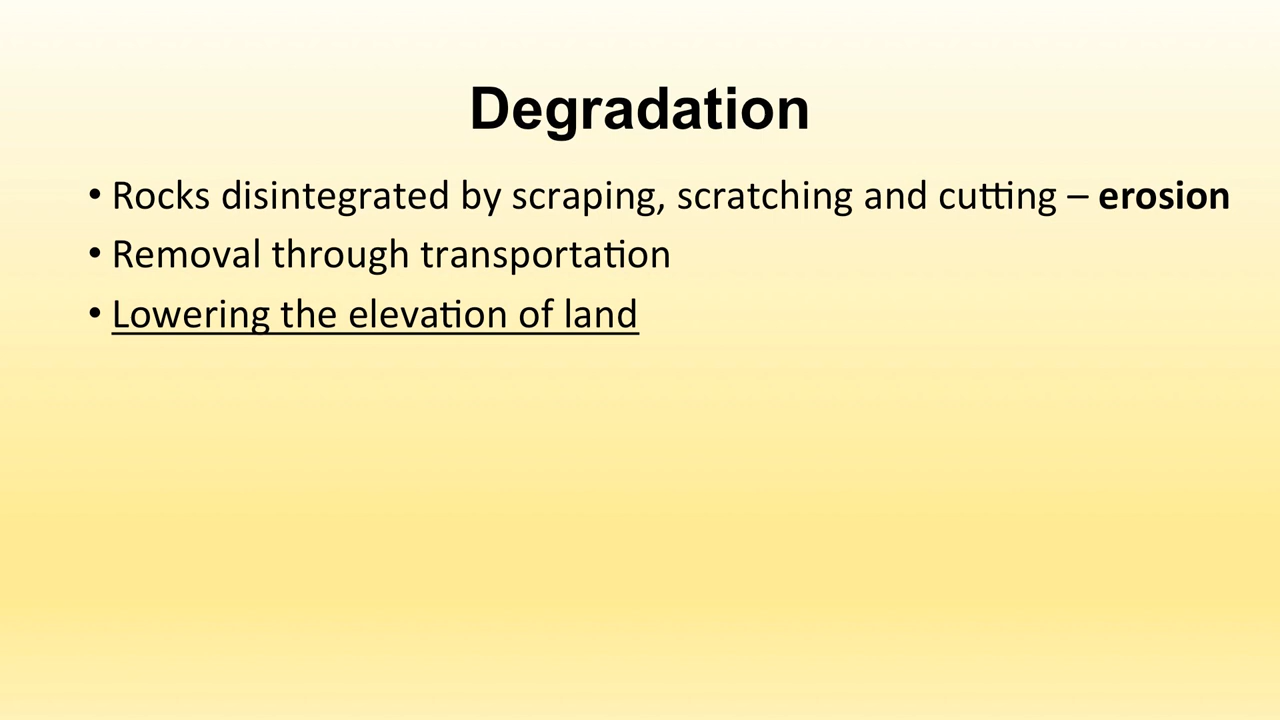 Degradation
• Rocks disintegrated by scraping, scratching and cutting – erosion
• Removal through transportation
• Lowering the elevation of land